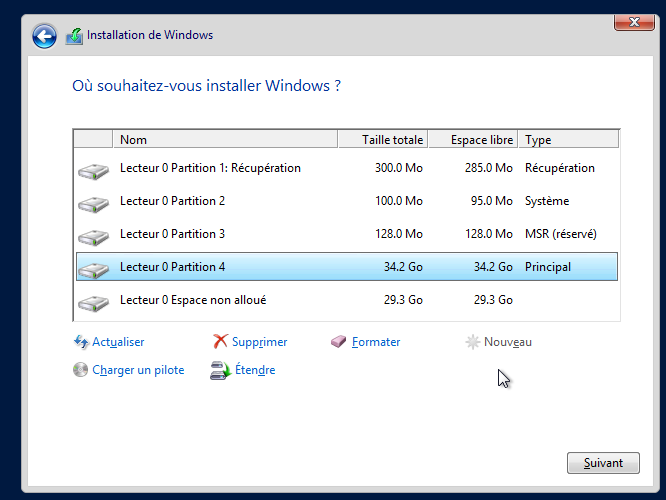 Installation de Windows
Où souhaitez-vous installer Windows ?
Nom Taille totale Espace libre Type
Lecteur 0 Partition 1: Récupération 300.0 Mo 285.0 Mo Récupération
Lecteur 0 Partition 2 100.0 Mo 95.0 Mo Système
Lecteur 0 Partition 3 128.0 Mo 128.0 Mo MSR (réservé)
Lecteur 0 Partition 4 34.2 Go 34.2 Go Principal
Lecteur 0 Espace non alloué 29.3 Go 29.3 Go
Actualiser Supprimer Formater Nouveau
Charger un pilote Étendre
Suivant